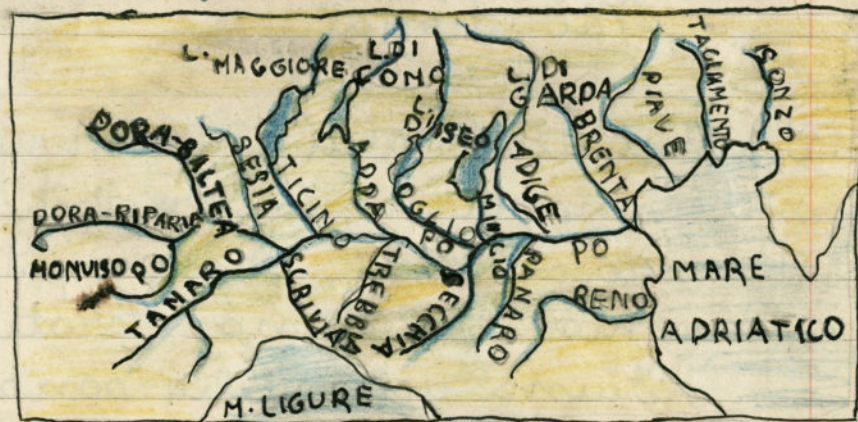 L. MAGGIORE
L. DI COMO
L. D'ISEO
L. DI GARDA
DORA-BALTEA
SESIA
TICINO
ADDA
OGLIO
MINCIO
ADIGE
BRENTA
PIAVE
TAGLIAMENTO
ISONZO
DORA-RIPARIA
MONVISO
PO
TANARO
SCRIVIA
TREBBIA
SECCHIA
PANARO
PO
PO
RENO
MARE
ADRIATICO
M. LIGURE